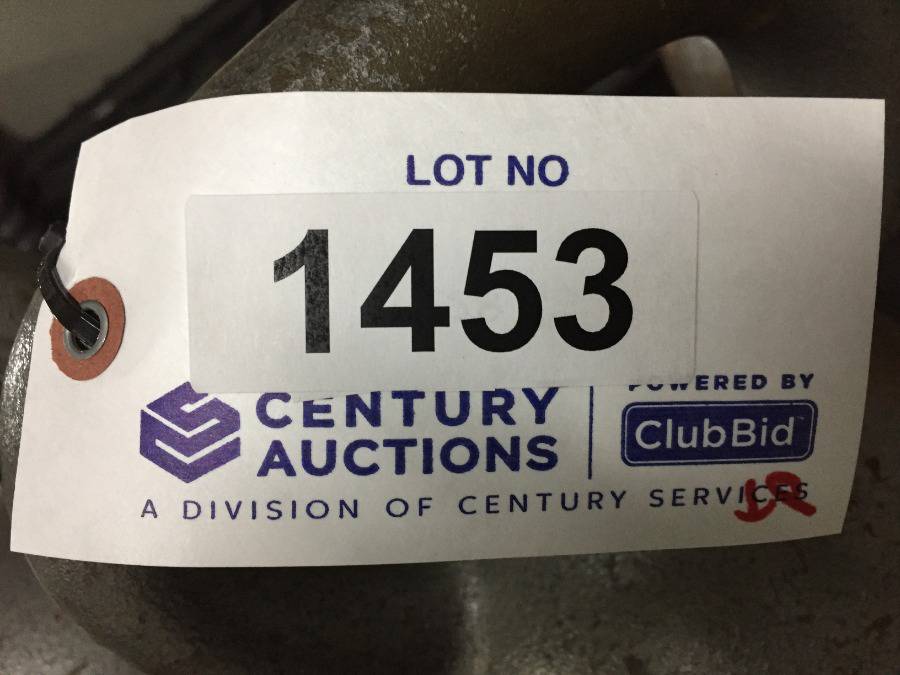 LOT NO
1453
CENTURY
AUCTIONS
POWERED BY
ClubBid
A DIVISION OF CENTURY SERVICES